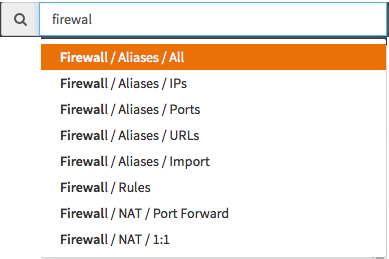 firewal
Firewall / Aliases / All
Firewall / Aliases / IPs
Firewall / Aliases / Ports
Firewall / Aliases / URLs
Firewall / Aliases / Import
Firewall / Rules
Firewall / NAT / Port Forward
Firewall / NAT / 1:1